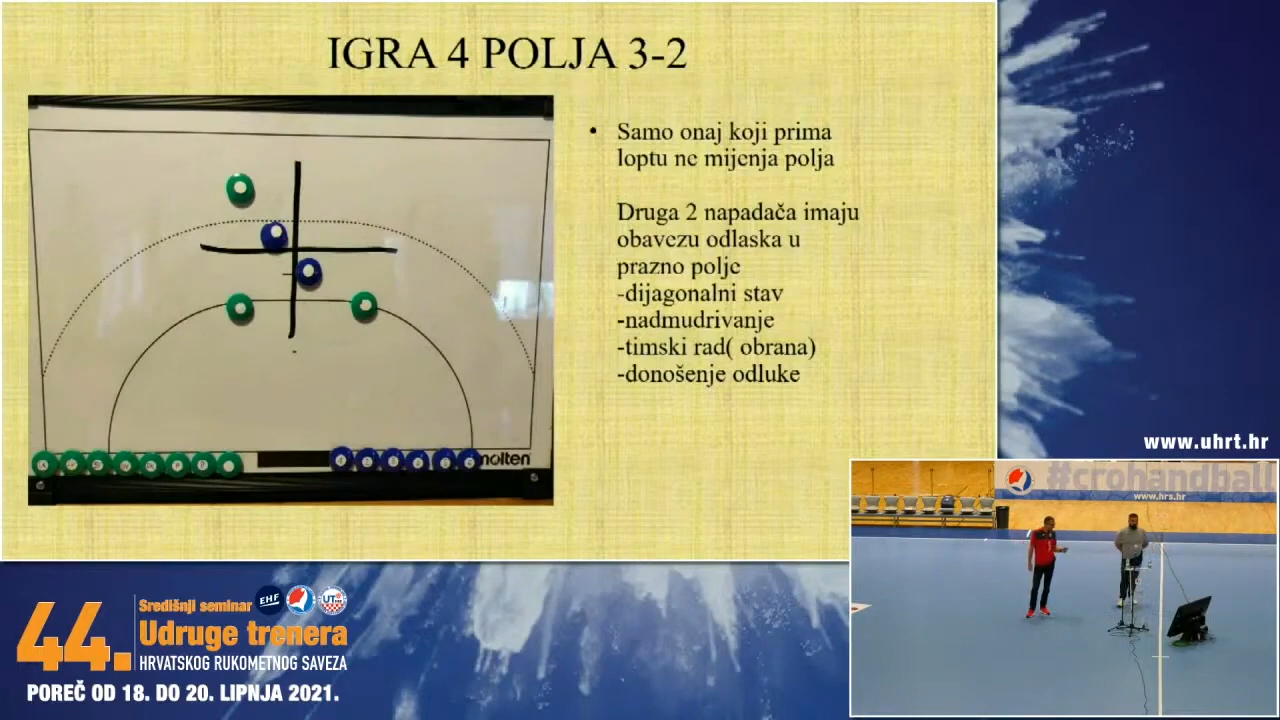 IGRA 4 POLJA 3-2
• Samo onaj koji prima
loptu ne mijenja polja
Druga 2 napadača imaju
obavezu odlaska u
prazno polje
-dijagonalni stav
-nadmudrivanje
-timski rad( obrana)
-donošenje odluke
molten
www.uhrt.hr
#crohandball
www.hrs.hr
44.
Središnji seminar
EHF
Udruge trenera
HRVATSKOG RUKOMETNOG SAVEZA
POREČ OD 18. DO 20. LIPNJA 2021.